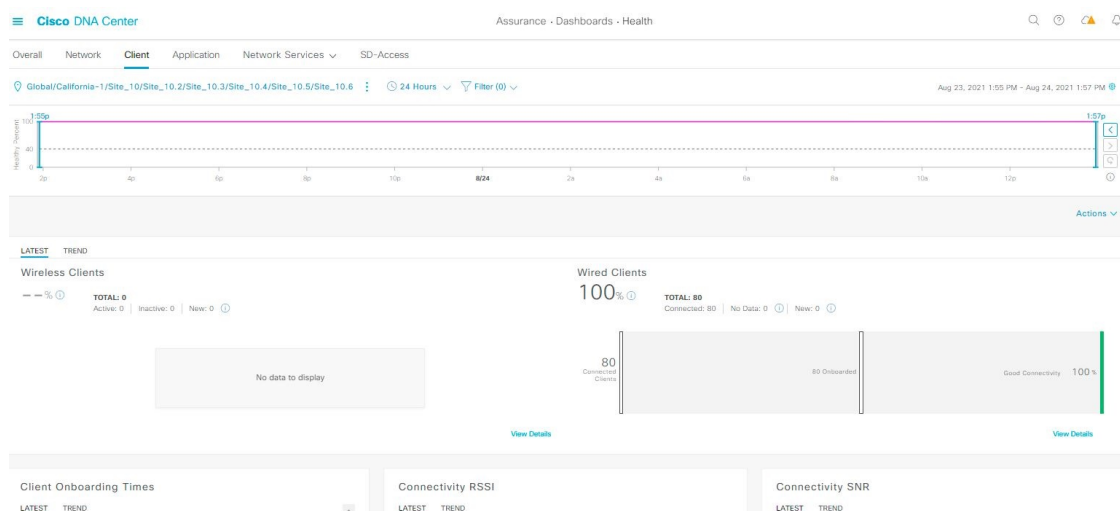 Cisco DNA Center
Assurance · Dashboards · Health
Overall Network Client Application Network Services SD-Access
Global/California-1/Site_10/Site_10.2/Site_10.3/Site_10.4/Site_10.5/Site_10.6 24 Hours Filter (0) Aug 23, 2021 1:55 PM - Aug 24, 2021 1:57 PM
1:55p 1:57p
Healthy Percent
100
40
0
2p 4p 6p 8p 10p 8/24 2a 4a 6a 8a 10a 12p
Actions
LATEST TREND
Wireless Clients
--%
TOTAL: 0
Active: 0 | Inactive: 0 | New: 0
No data to display
View Details
Wired Clients
100%
TOTAL: 80
Connected: 80 | No Data: 0 | New: 0
80
Connected
Clients
80 Onboarded
Good Connectivity 100%
View Details
Client Onboarding Times
LATEST TREND
Connectivity RSSI
LATEST TREND
Connectivity SNR
LATEST TREND